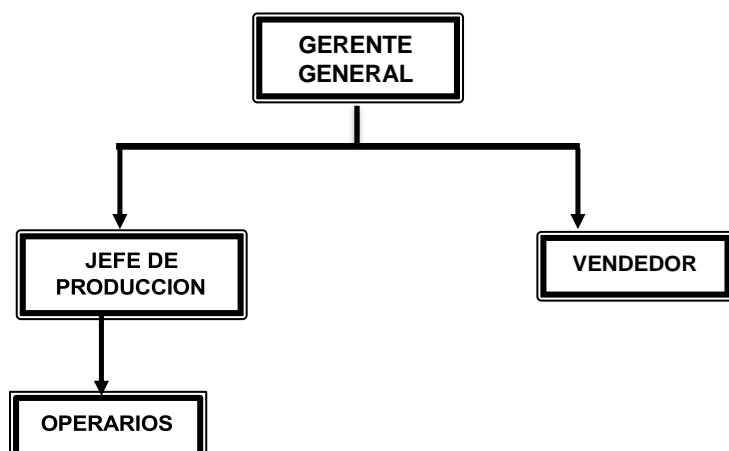 GERENTE
GENERAL
JEFE DE
PRODUCCION
VENDEDOR
OPERARIOS